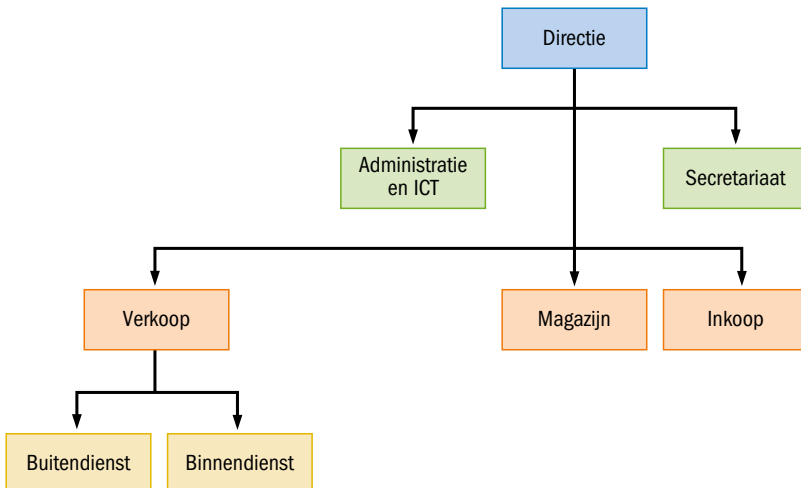 Directie
Administratie
en ICT
Secretariaat
Verkoop
Magazijn
Inkoop
Buitendienst
Binnendienst